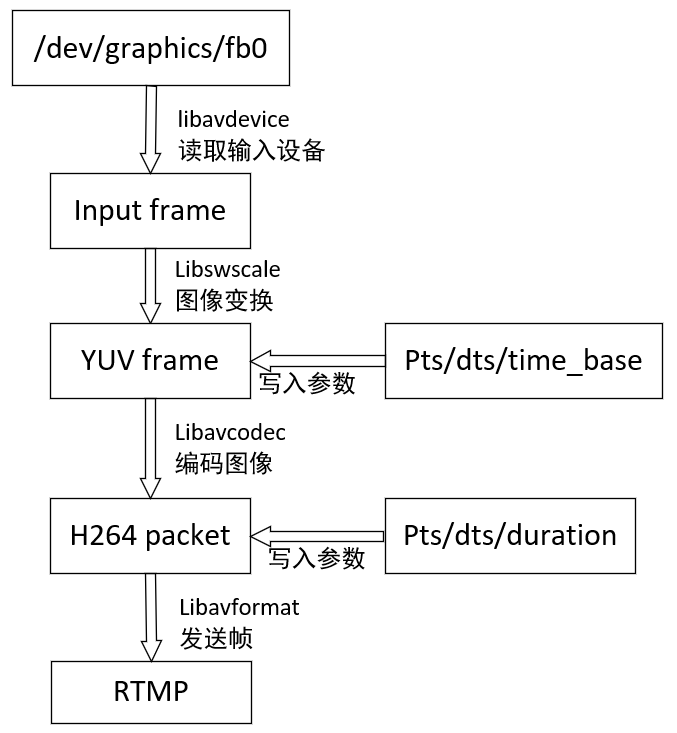 /dev/graphics/fb0
libavdevice
读取输入设备
Input frame
Libswscale
图像变换
YUV frame
Pts/dts/time_base
写入参数
Libavcodec
编码图像
H264 packet
Pts/dts/duration
写入参数
Libavformat
发送帧
RTMP